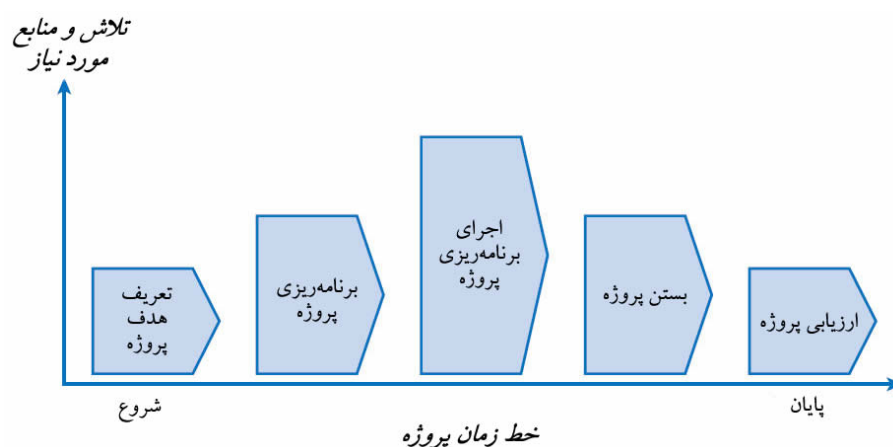 تلاش و منابع
مورد نیاز
تعریف
هدف
پروژه
برنامه‌ریزی
پروژه
اجرای
برنامه‌ریزی
پروژه
بستن پروژه
ارزیابی پروژه
شروع
پایان
خط زمان پروژه